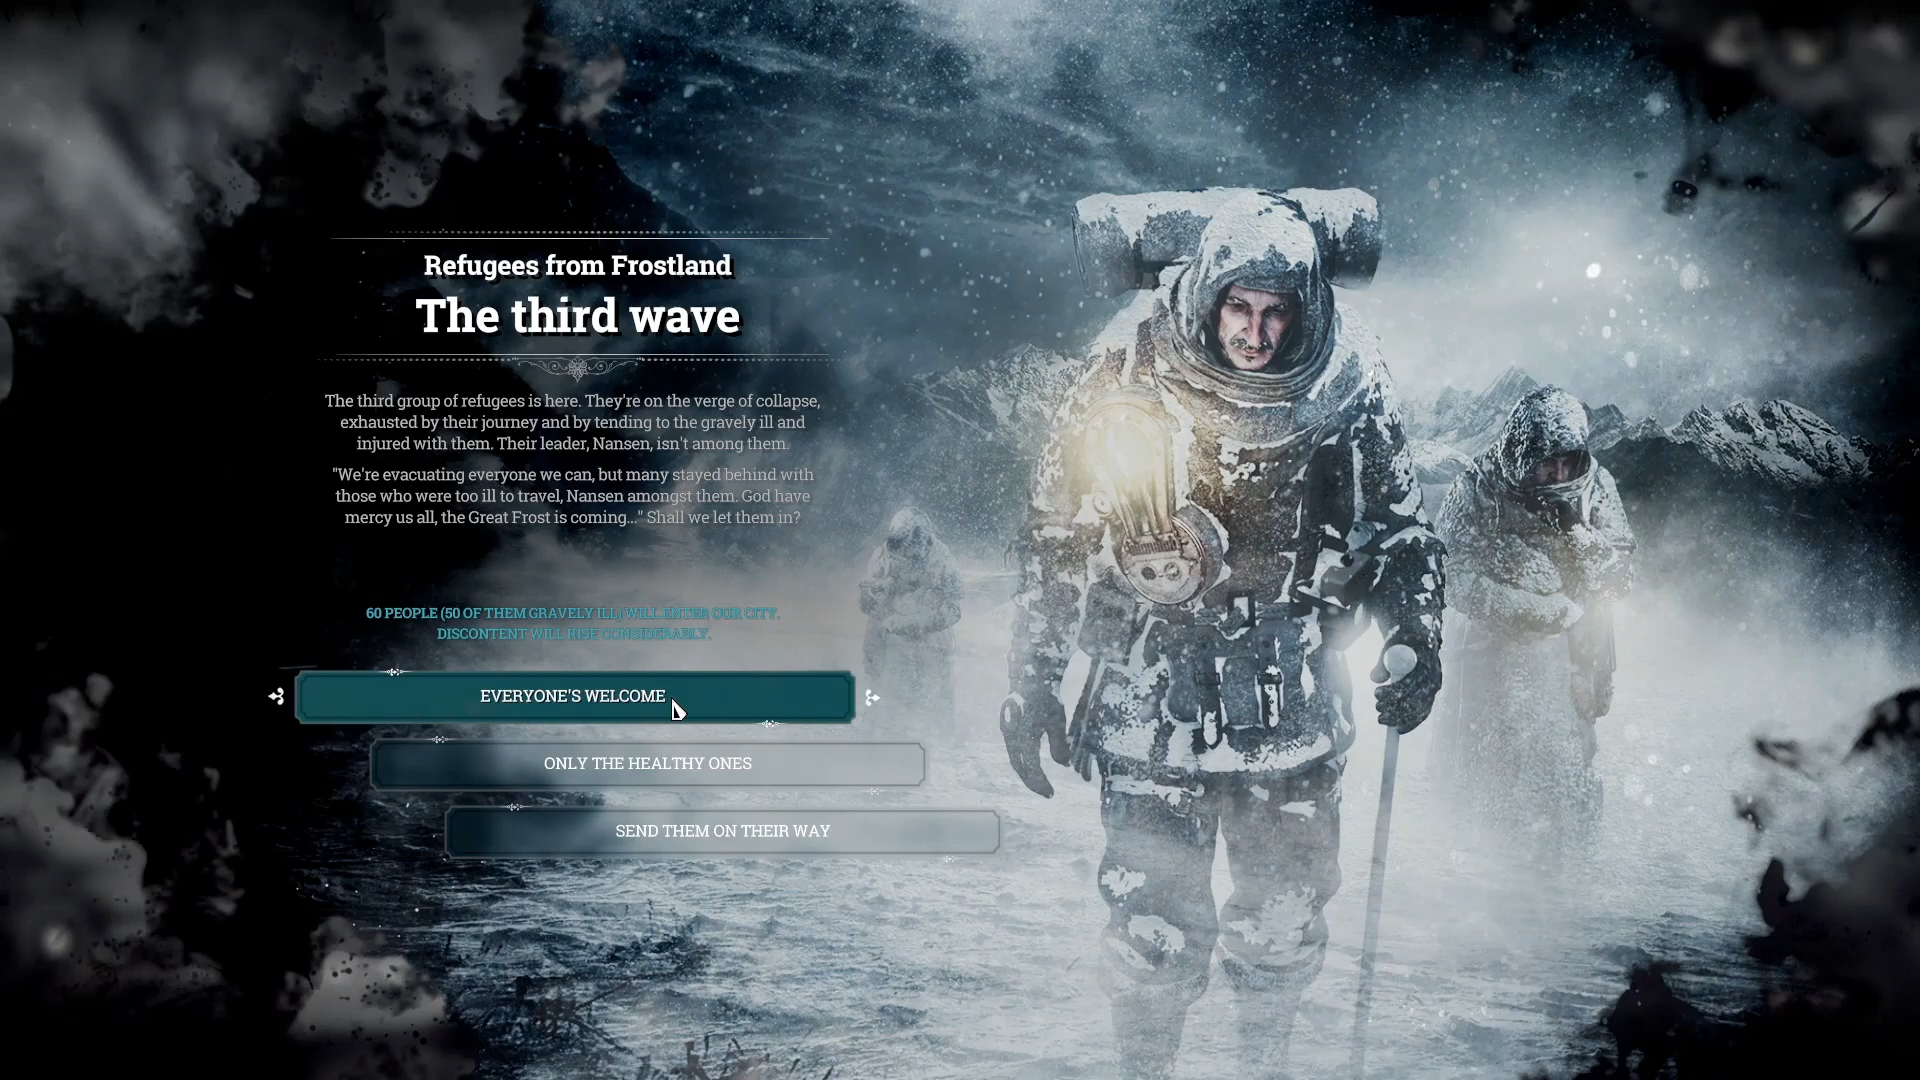 Refugees from Frostland
The third wave
The third group of refugees is here. They're on the verge of collapse,
exhausted by their journey and by tending to the gravely ill and
injured with them. Their leader, Nansen, isn't among them.
"We're evacuating everyone we can, but many stayed behind with
those who were too ill to travel, Nansen amongst them. God have
mercy us all, the Great Frost is coming..." Shall we let them in?
60 PEOPLE (50 OF THEM GRAVELY ILL) WILL ENTER OUR CITY.
DISCONTENT WILL RISE CONSIDERABLY.
EVERYONE'S WELCOME
ONLY THE HEALTHY ONES
SEND THEM ON THEIR WAY